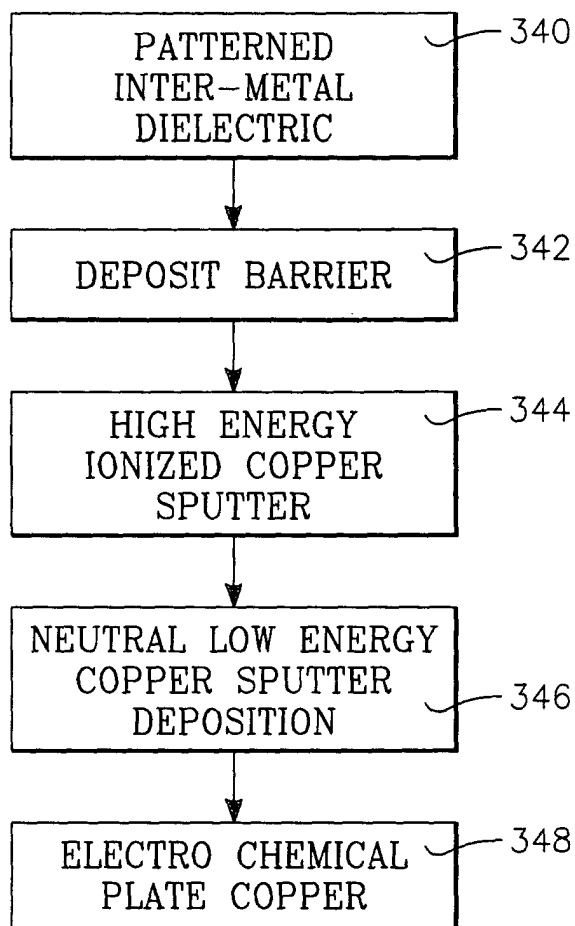 PATTERNED
INTER-METAL
DIELECTRIC
340
DEPOSIT BARRIER
342
HIGH ENERGY
IONIZED COPPER
SPUTTER
344
NEUTRAL LOW ENERGY
COPPER SPUTTER
DEPOSITION
346
ELECTRO CHEMICAL
PLATE COPPER
348